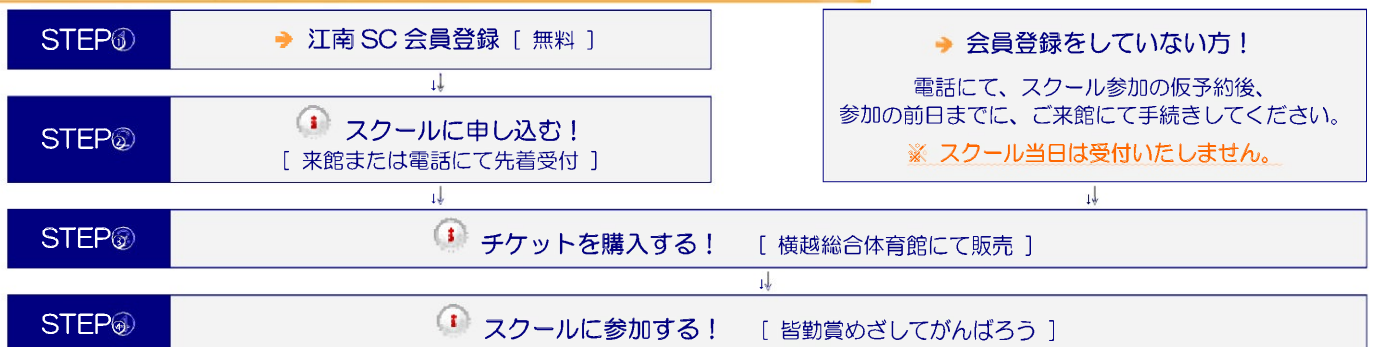 STEP①
江南 SC 会員登録 [ 無料 ]
STEP②
スクールに申し込む！
[ 来館または電話にて先着受付 ]
会員登録をしていない方！
電話にて、スクール参加の仮予約後、
参加の前日までに、ご来館にて手続きしてください。
※ スクール当日は受付いたしません。
STEP③
チケットを購入する！ [ 横越総合体育館にて販売 ]
STEP④
スクールに参加する！ [ 皆勤賞めざしてがんばろう ]